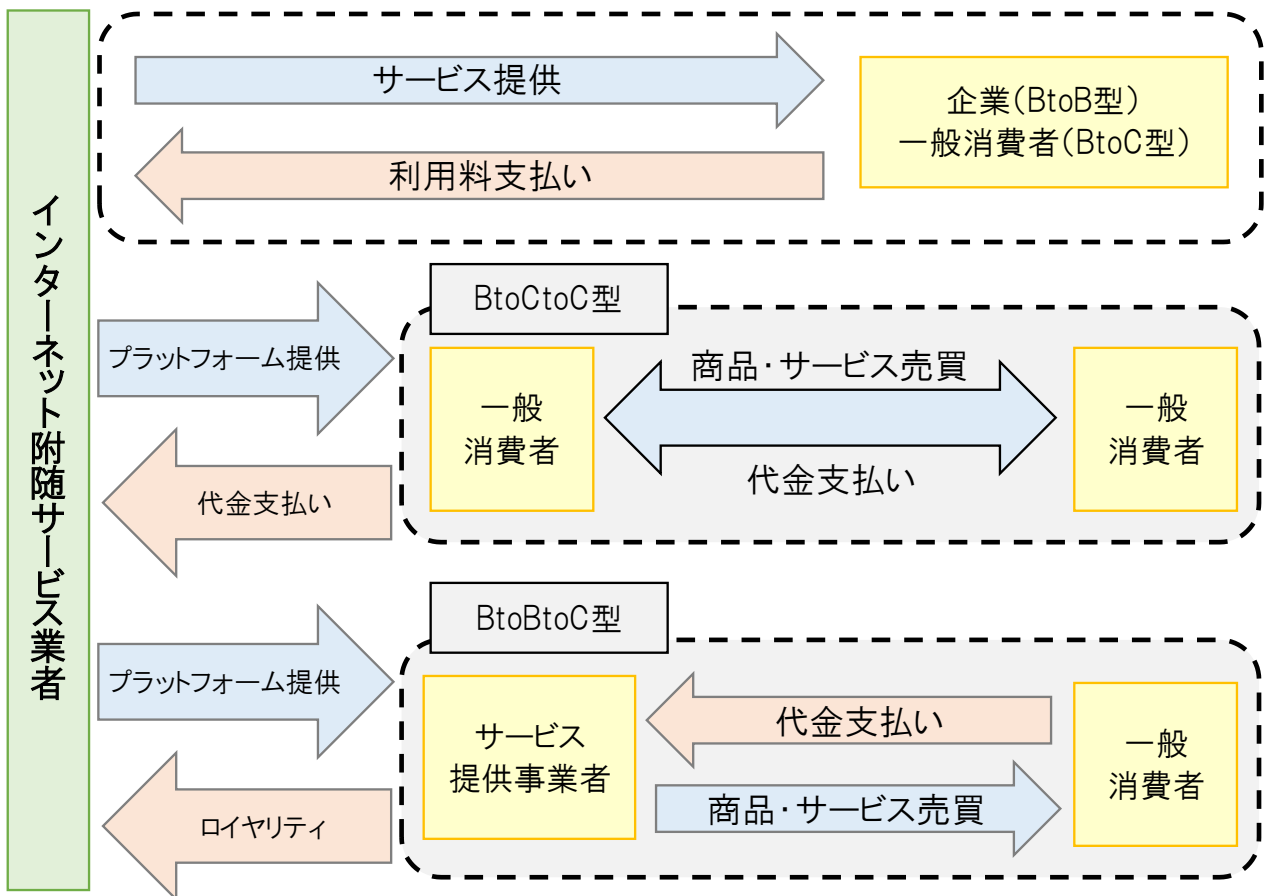 インターネット附随サービス業者
サービス提供
利用料支払い
企業(BtoB型)
一般消費者(BtoC型)
プラットフォーム提供
代金支払い
BtoCtoC型
一般
消費者
商品・サービス売買
代金支払い
一般
消費者
プラットフォーム提供
ロイヤリティ
BtoBtoC型
サービス
提供事業者
代金支払い
商品・サービス売買
一般
消費者